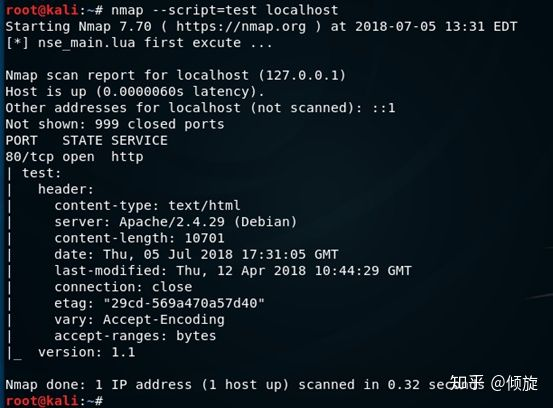 root@kali:~# nmap --script=test localhost
Starting Nmap 7.70 ( https://nmap.org ) at 2018-07-05 13:31 EDT
[*] nse_main.lua first excute ...
Nmap scan report for localhost (127.0.0.1)
Host is up (0.0000060s latency).
Other addresses for localhost (not scanned): ::1
Not shown: 999 closed ports
PORT   STATE SERVICE
80/tcp open  http
| test:
|   header:
|     content-type: text/html
|     server: Apache/2.4.29 (Debian)
|     content-length: 10701
|     date: Thu, 05 Jul 2018 17:31:05 GMT
|     last-modified: Thu, 12 Apr 2018 10:44:29 GMT
|     connection: close
|     etag: "29cd-569a470a57d40"
|     vary: Accept-Encoding
|     accept-ranges: bytes
|_  version: 1.1
Nmap done: 1 IP address (1 host up) scanned in 0.32 seconds
知乎 @倾旋
root@kali:~#